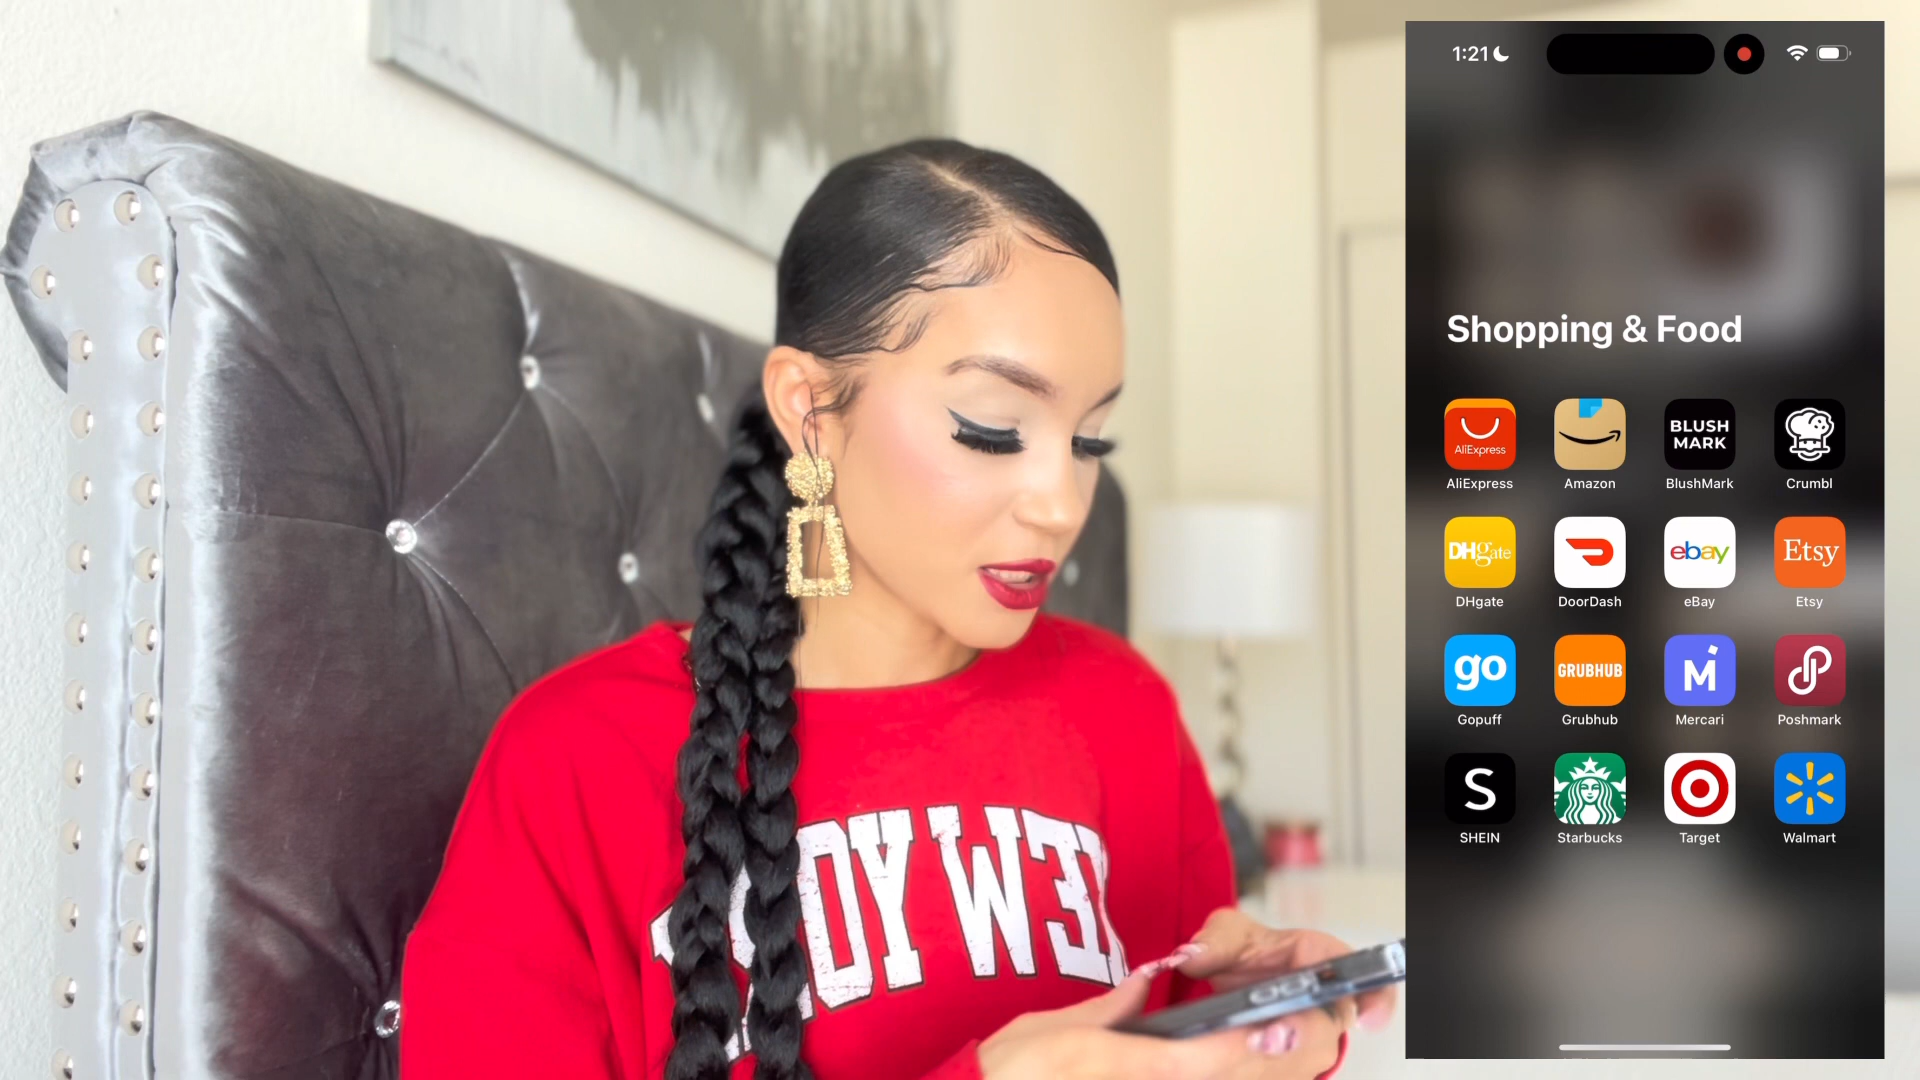 1:21
Shopping & Food
AliExpress
BLUSH
MARK
AliExpress
Amazon
BlushMark
Crumbl
DHgate
ebay
Etsy
DHgate
DoorDash
eBay
Etsy
go
GRUBHUB
M
Gopuff
Grubhub
Mercari
Poshmark
S
SHEIN
Starbucks
Target
Walmart